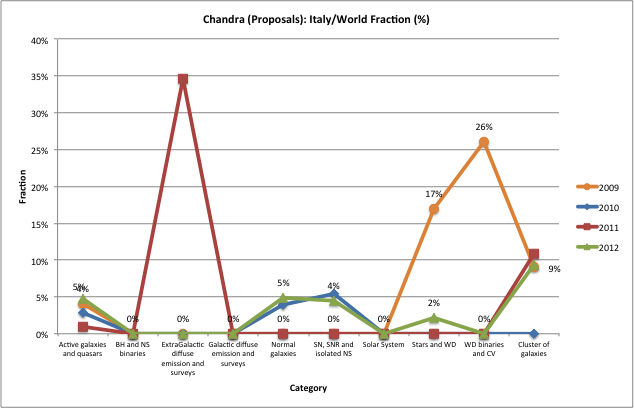 Chandra (Proposals): Italy/World Fraction (%)
40%
35%
30%
25%
20%
15%
10%
5%
0%
Fraction
5%
4%
0%
0%
0%
5%
0%
4%
0%
0%
17%
2%
26%
0%
9%
2009
2010
2011
2012
Active galaxies
and quasars
BH and NS
binaries
ExtraGalactic
diffuse
emission and
surveys
Galactic diffuse
emission and
surveys
Normal
galaxies
SN, SNR and
isolated NS
Solar System
Stars and WD
WD binaries
and CV
Cluster of
galaxies
Category